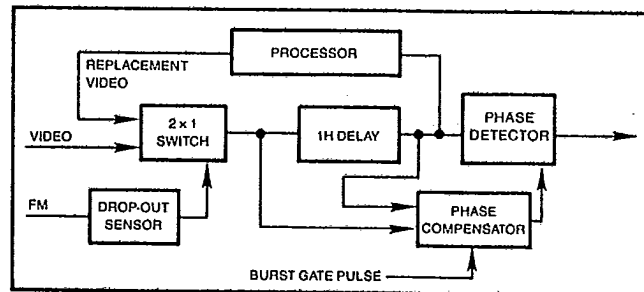 PROCESSOR
REPLACEMENT
VIDEO
VIDEO
2 x 1
SWITCH
1H DELAY
PHASE
DETECTOR
FM
DROP-OUT
SENSOR
PHASE
COMPENSATOR
BURST GATE PULSE